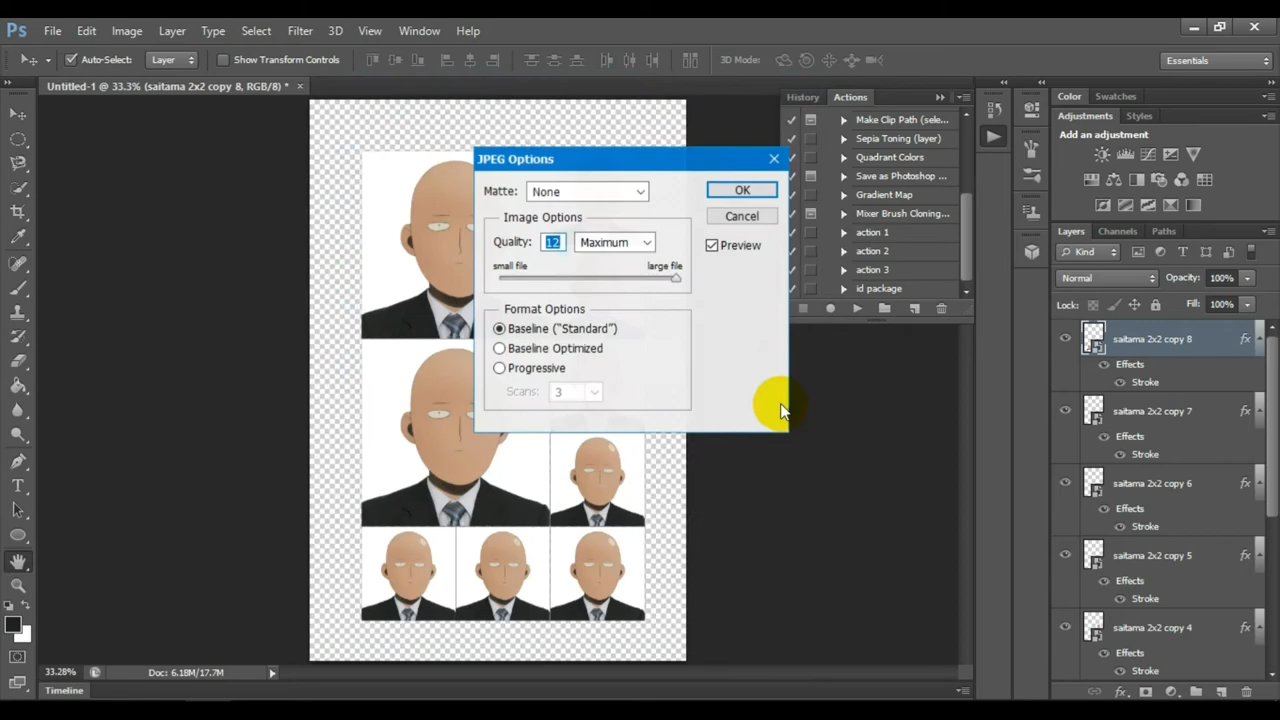 Ps File Edit Image Layer Type Select Filter 3D View Window Help
Auto-Select: Layer Show Transform Controls 3D Mode: Essentials
Untitled-1 @ 33.3% (saitama 2x2 copy 8, RGB/8) * ×
History Actions
Make Clip Path (sele...
Sepia Toning (layer)
Quadrant Colors
Save as Photoshop ...
Gradient Map
Mixer Brush Cloning...
action 1
action 2
action 3
id package
JPEG Options
Matte: None
OK
Image Options
Cancel
Quality: 12 Maximum
Preview
small file large file
Format Options
Baseline ("Standard")
Baseline Optimized
Progressive
Scans: 3
Color Swatches
Adjustments Styles
Add an adjustment
Layers Channels Paths
Kind
Normal Opacity: 100%
Lock: Fill: 100%
saitama 2x2 copy 8 fx
Effects
Stroke
saitama 2x2 copy 7 fx
Effects
Stroke
saitama 2x2 copy 6 fx
Effects
Stroke
saitama 2x2 copy 5 fx
Effects
Stroke
saitama 2x2 copy 4 fx
Effects
Stroke
33.28% Doc: 6.18M/17.7M
Timeline